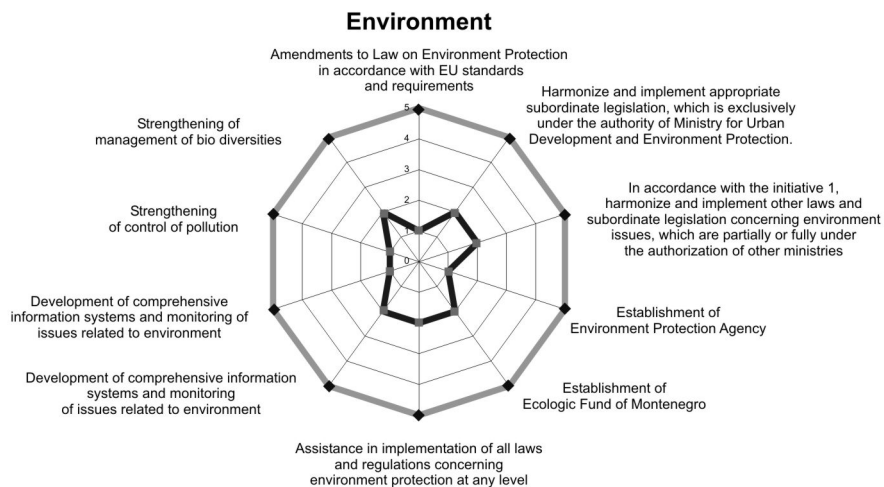 Environment
Amendments to Law on Environment Protection
in accordance with EU standards
and requirements
Harmonize and implement appropriate
subordinate legislation, which is exclusively
under the authority of Ministry for Urban
Development and Environment Protection.
In accordance with the initiative 1,
harmonize and implement other laws and
subordinate legislation concerning environment
issues, which are partially or fully under
the authorization of other ministries
Establishment of
Environment Protection Agency
Establishment of
Ecologic Fund of Montenegro
Assistance in implementation of all laws
and regulations concerning
environment protection at any level
Development of comprehensive information
systems and monitoring
of issues related to environment
Development of comprehensive
information systems and monitoring of
issues related to environment
Strengthening
of control of pollution
Strengthening of
management of bio diversities
5
4
3
2
1
0